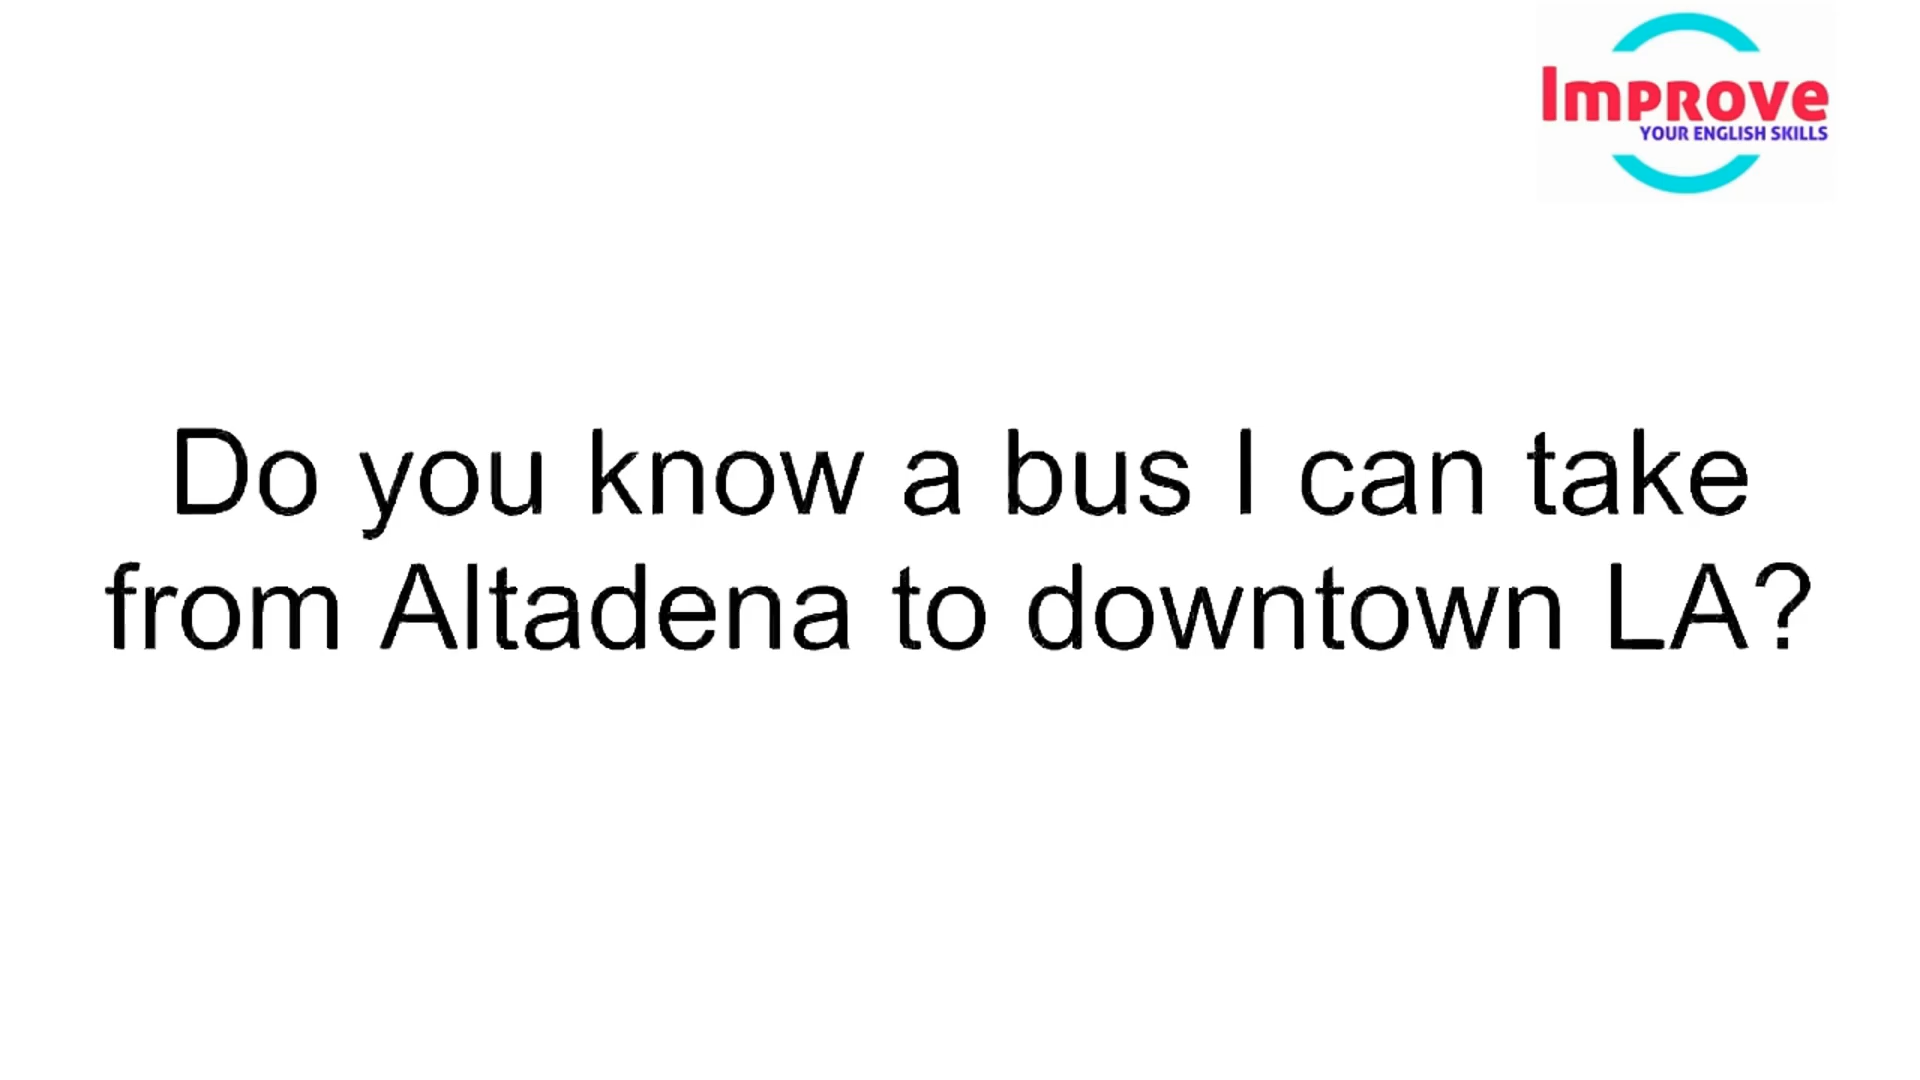 Improve
YOUR ENGLISH SKILLS
Do you know a bus I can take
from Altadena to downtown LA?